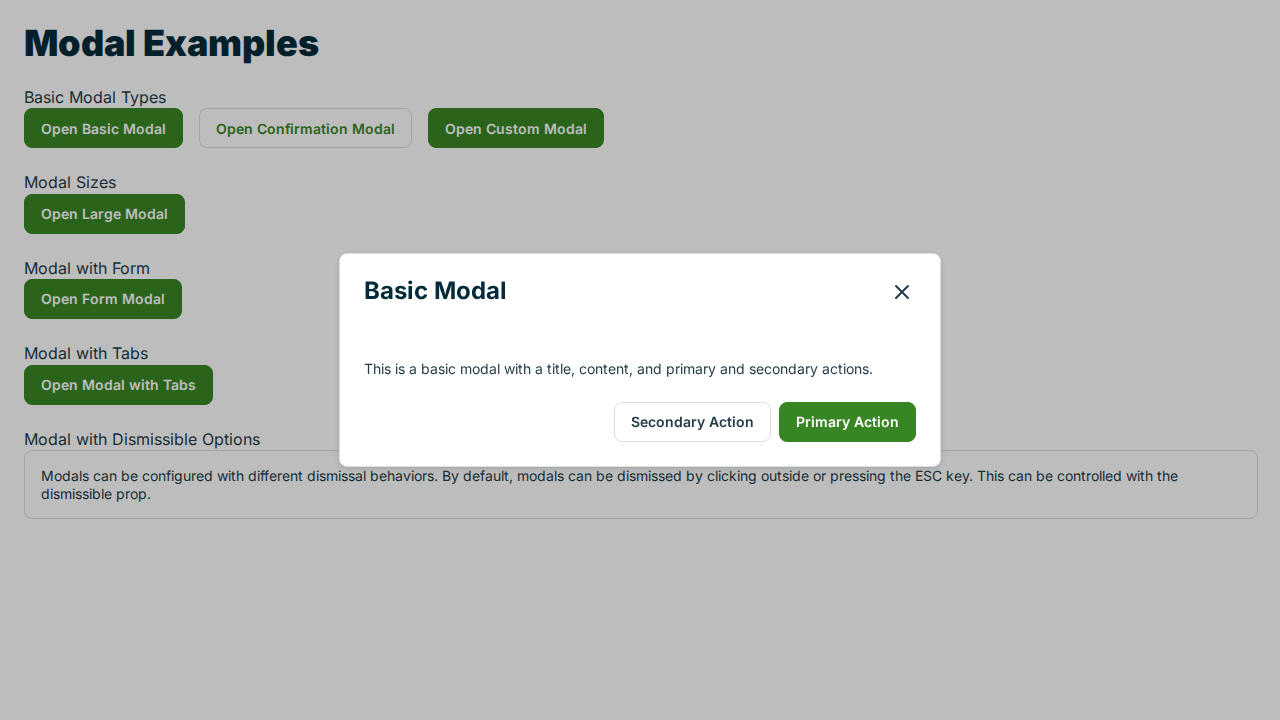 Modal Examples
Basic Modal Types
Open Basic Modal
Open Confirmation Modal
Open Custom Modal
Modal Sizes
Open Large Modal
Modal with Form
Open Form Modal
Modal with Tabs
Open Modal with Tabs
Modal with Dismissible Options
Modals can be configured with different dismissal behaviors. By default, modals can be dismissed by clicking outside or pressing the ESC key. This can be controlled with the
dismissible prop.
Basic Modal
This is a basic modal with a title, content, and primary and secondary actions.
Secondary Action
Primary Action